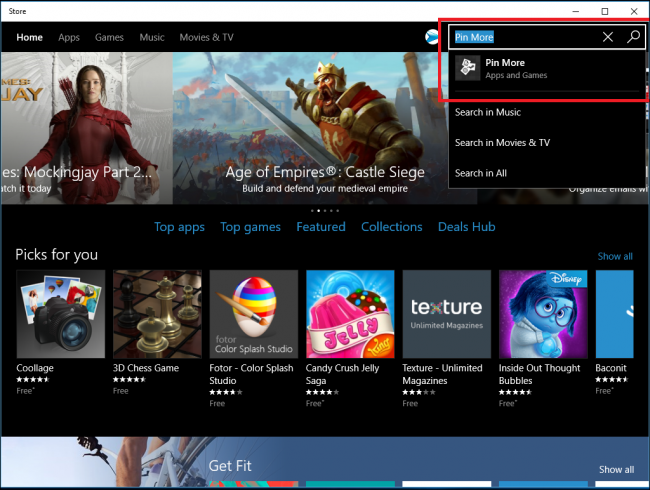 Store
Home Apps Games Music Movies & TV
Pin More
Pin More
Apps and Games
Search in Music
Search in Movies & TV
Search in All
es: Mockingjay Part 2...
atch it today
Age of Empires®: Castle Siege
Build and defend your medieval empire
Organize emails wi
Top apps Top games Featured Collections Deals Hub
Picks for you
Show all
fotor
Color Splash Studio
JELLY
King
texture
Unlimited Magazines
Disney
Coollage
Free*
3D Chess Game
Free
Fotor - Color Splash
Studio
Free
Candy Crush Jelly
Saga
Free*
Texture - Unlimited
Magazines
Free
Inside Out Thought
Bubbles
Free*
Baconit
Free*
Get Fit
Show all